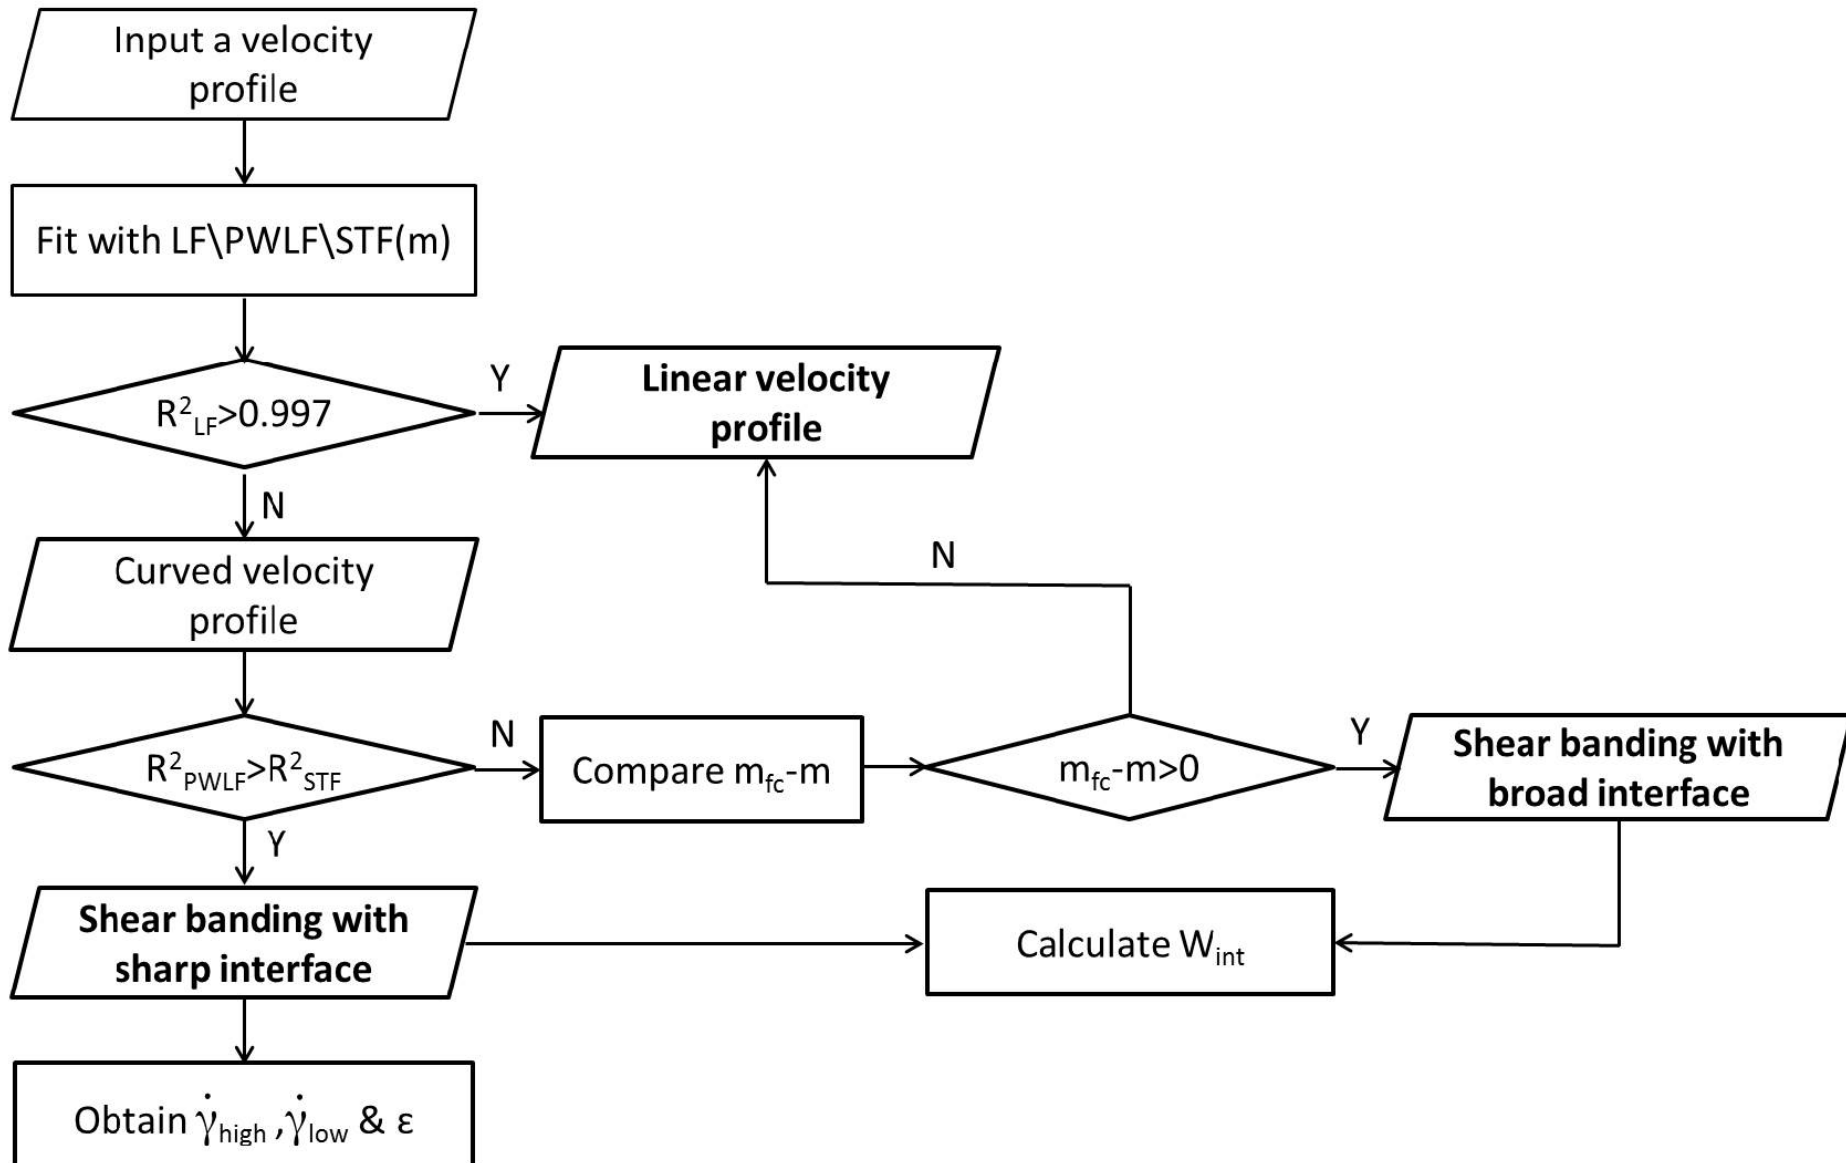 Input a velocity
profile
Fit with LF\PWLF\STF(m)
R²LF>0.997
Y
Linear velocity
profile
N
Curved velocity
profile
N
R²PWLF>R²STF
N
Compare mfc-m
mfc-m>0
Y
Shear banding with
broad interface
Y
Shear banding with
sharp interface
Calculate Wint
Obtain γ̇high ,γ̇low & ε